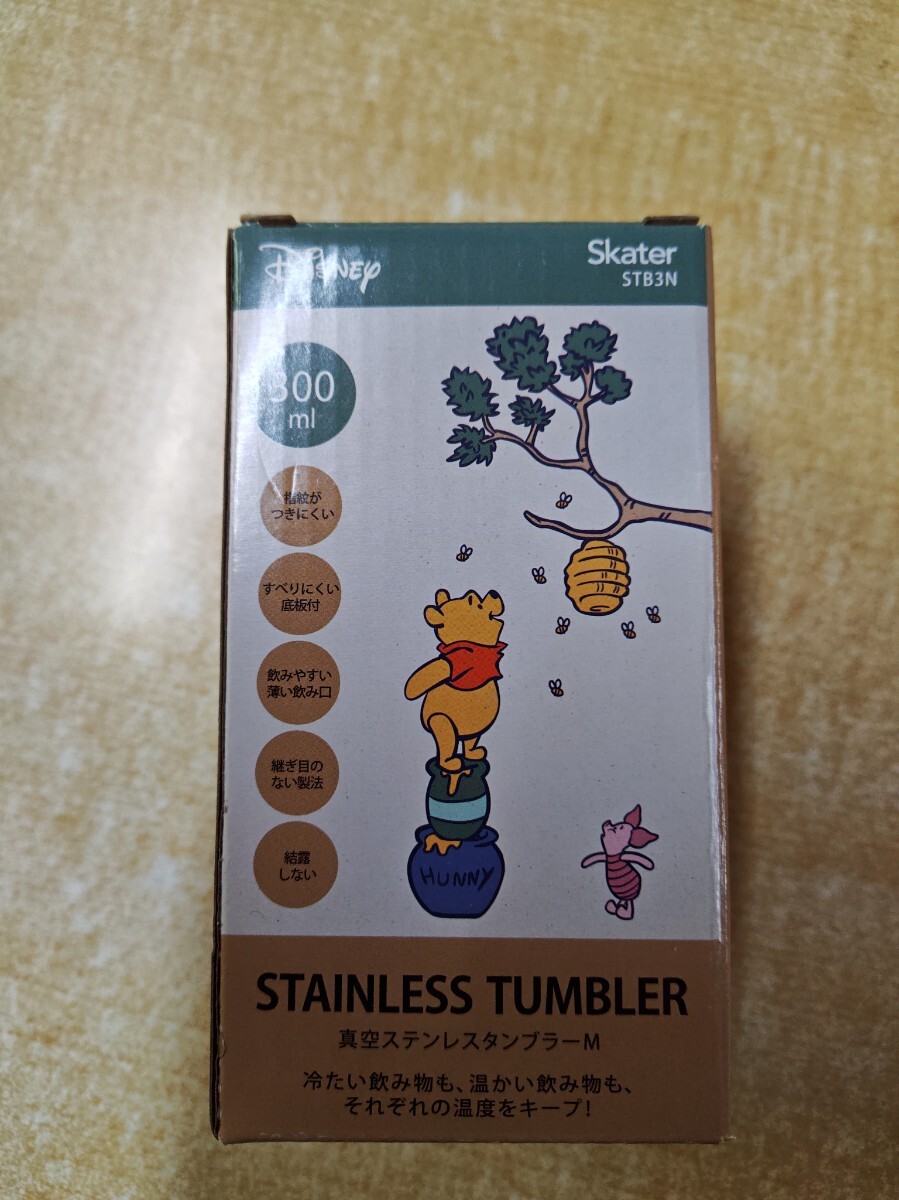 Disney
Skater
STB3N
300
ml
指紋が
つきにくい
すべりにくい
底板付
飲みやすい
薄い飲み口
継ぎ目の
ない製法
結露
しない
HUNNY
STAINLESS TUMBLER
真空ステンレスタンブラーM
冷たい飲み物も、温かい飲み物も、
それぞれの温度をキープ!